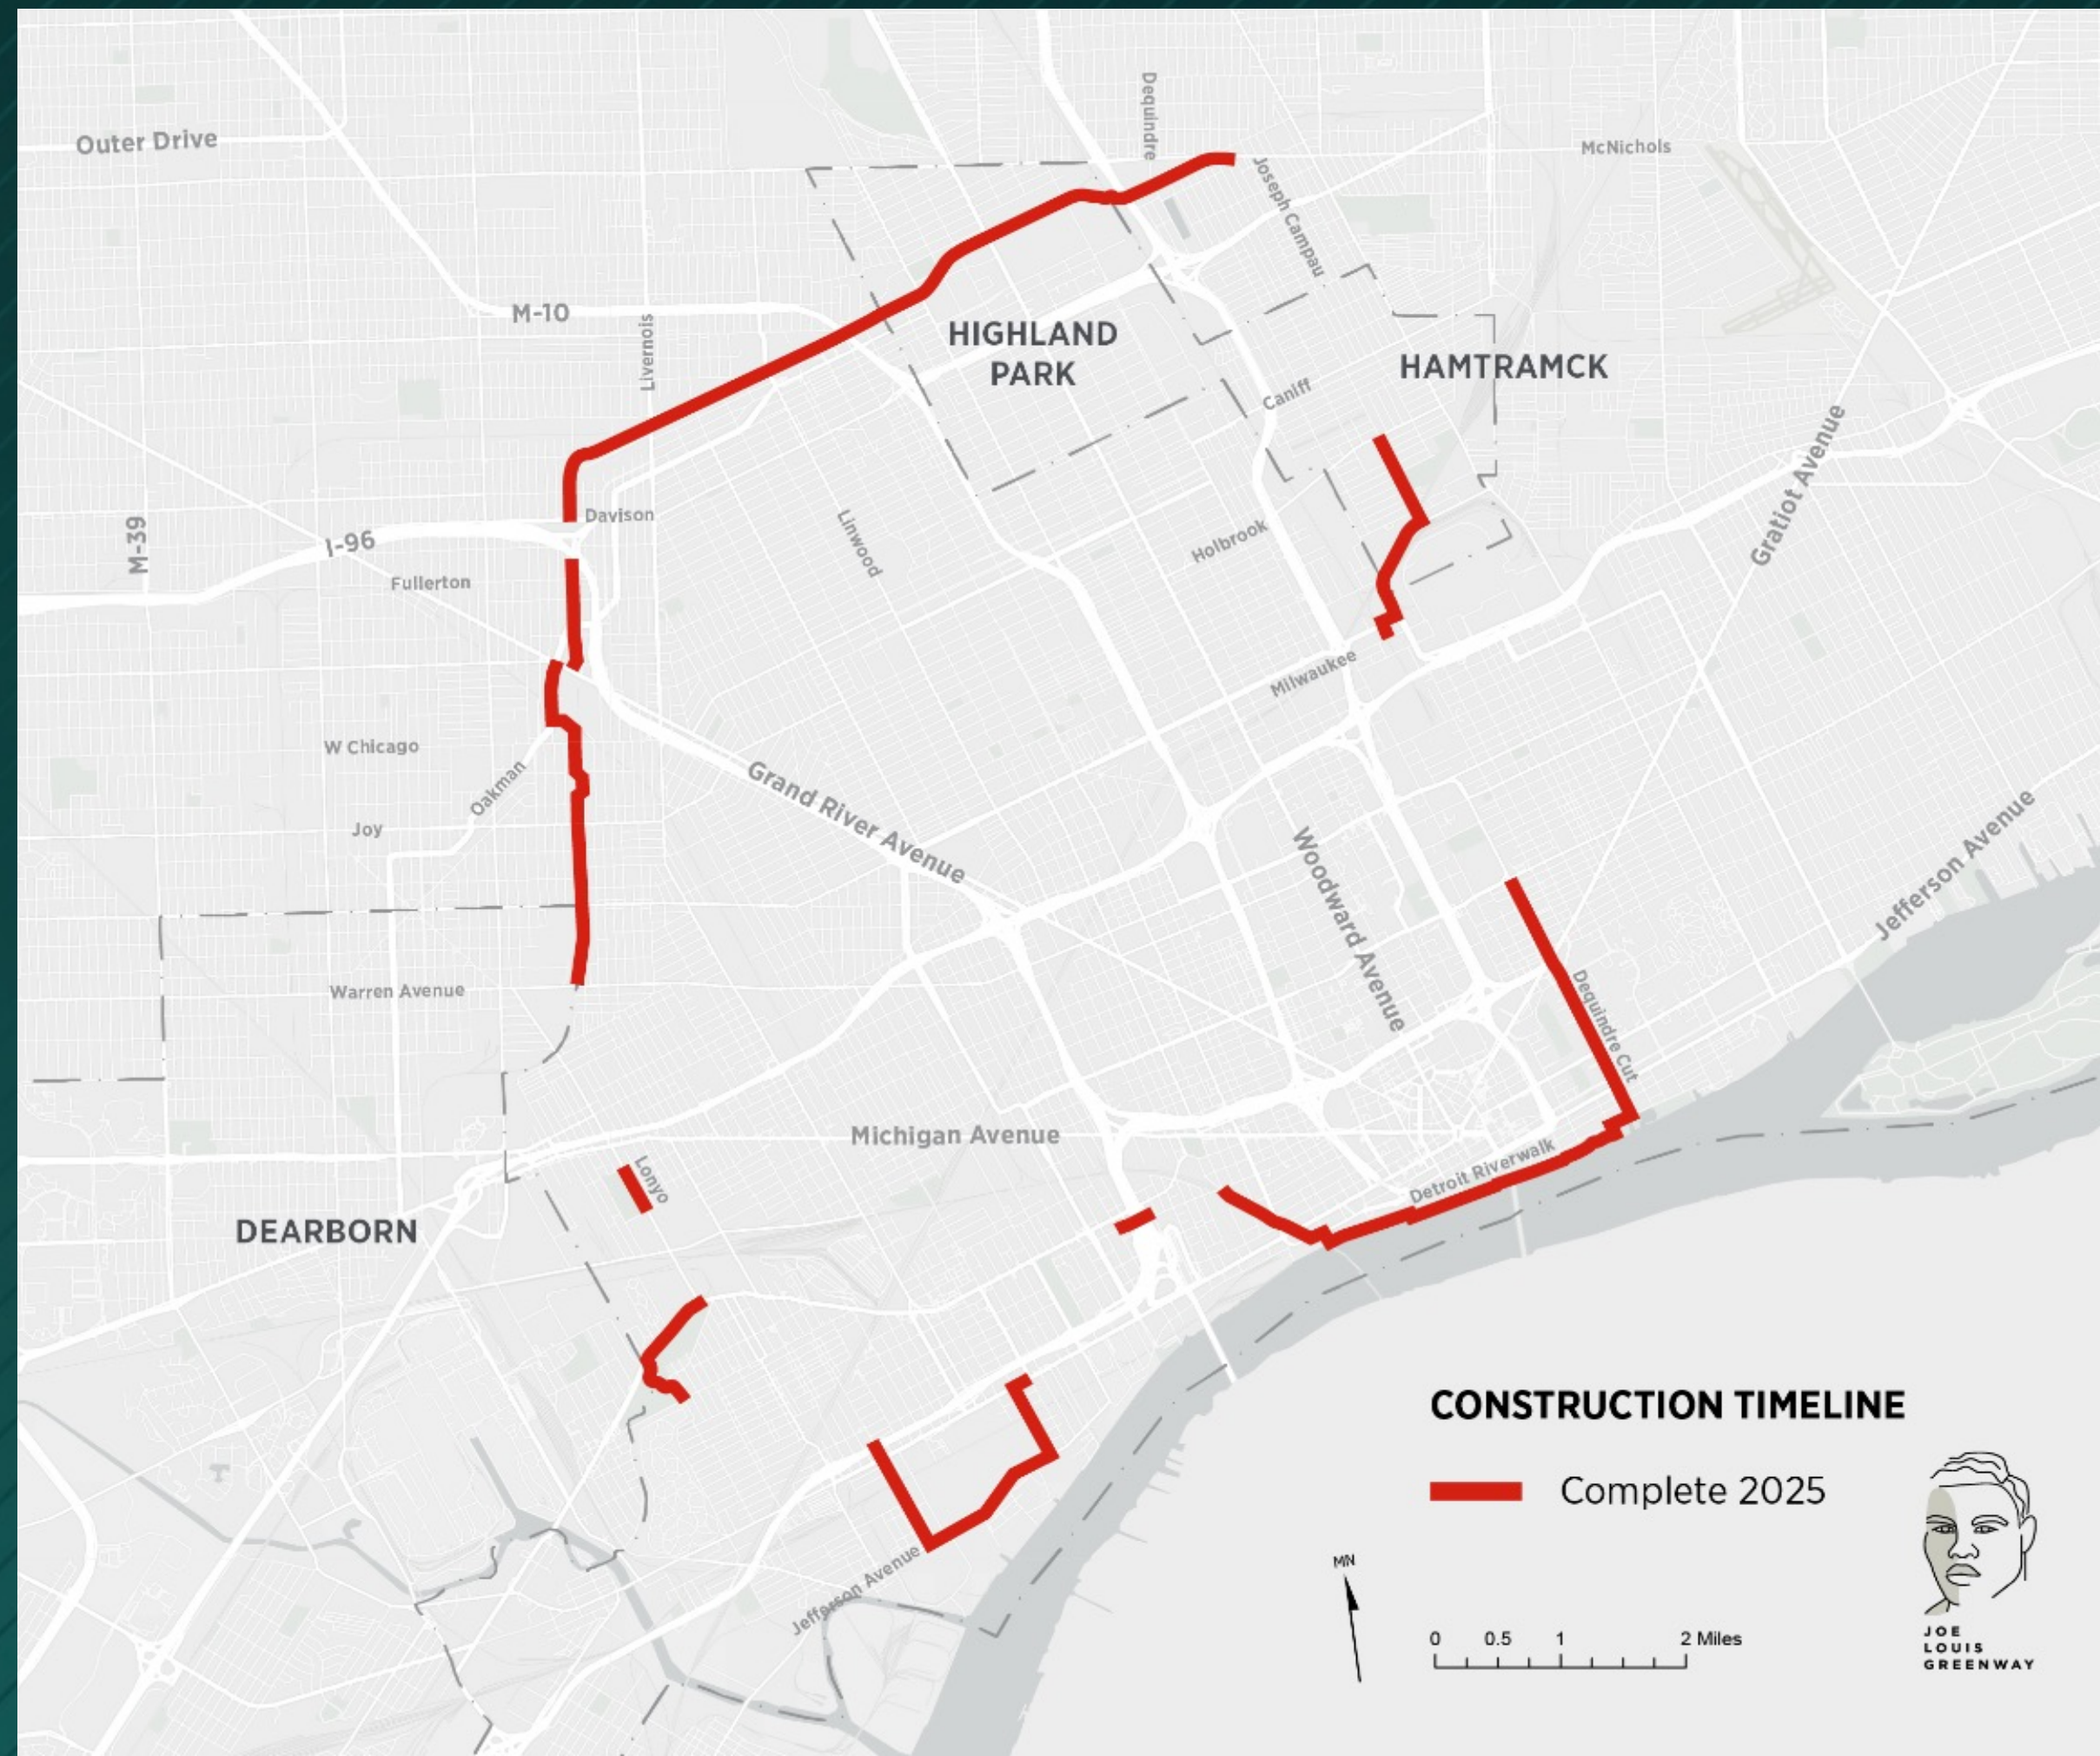 Dequindre
Outer Drive
McNichols
Joseph Campau
M-10
Livernois
HIGHLAND
PARK
HAMTRAMCK
Caniff
Gratiot Avenue
Davison
Linwood
M-39
I-96
Holbrook
Fullerton
Milwaukee
W Chicago
Oakman
Grand River Avenue
Joy
Woodward Avenue
Jefferson Avenue
Warren Avenue
Dequindre Cut
Michigan Avenue
Detroit Riverwalk
Lonyo
DEARBORN
Jefferson Avenue
CONSTRUCTION TIMELINE
Complete 2025
MN
0 0.5 1 2 Miles
JOE
LOUIS
GREENWAY